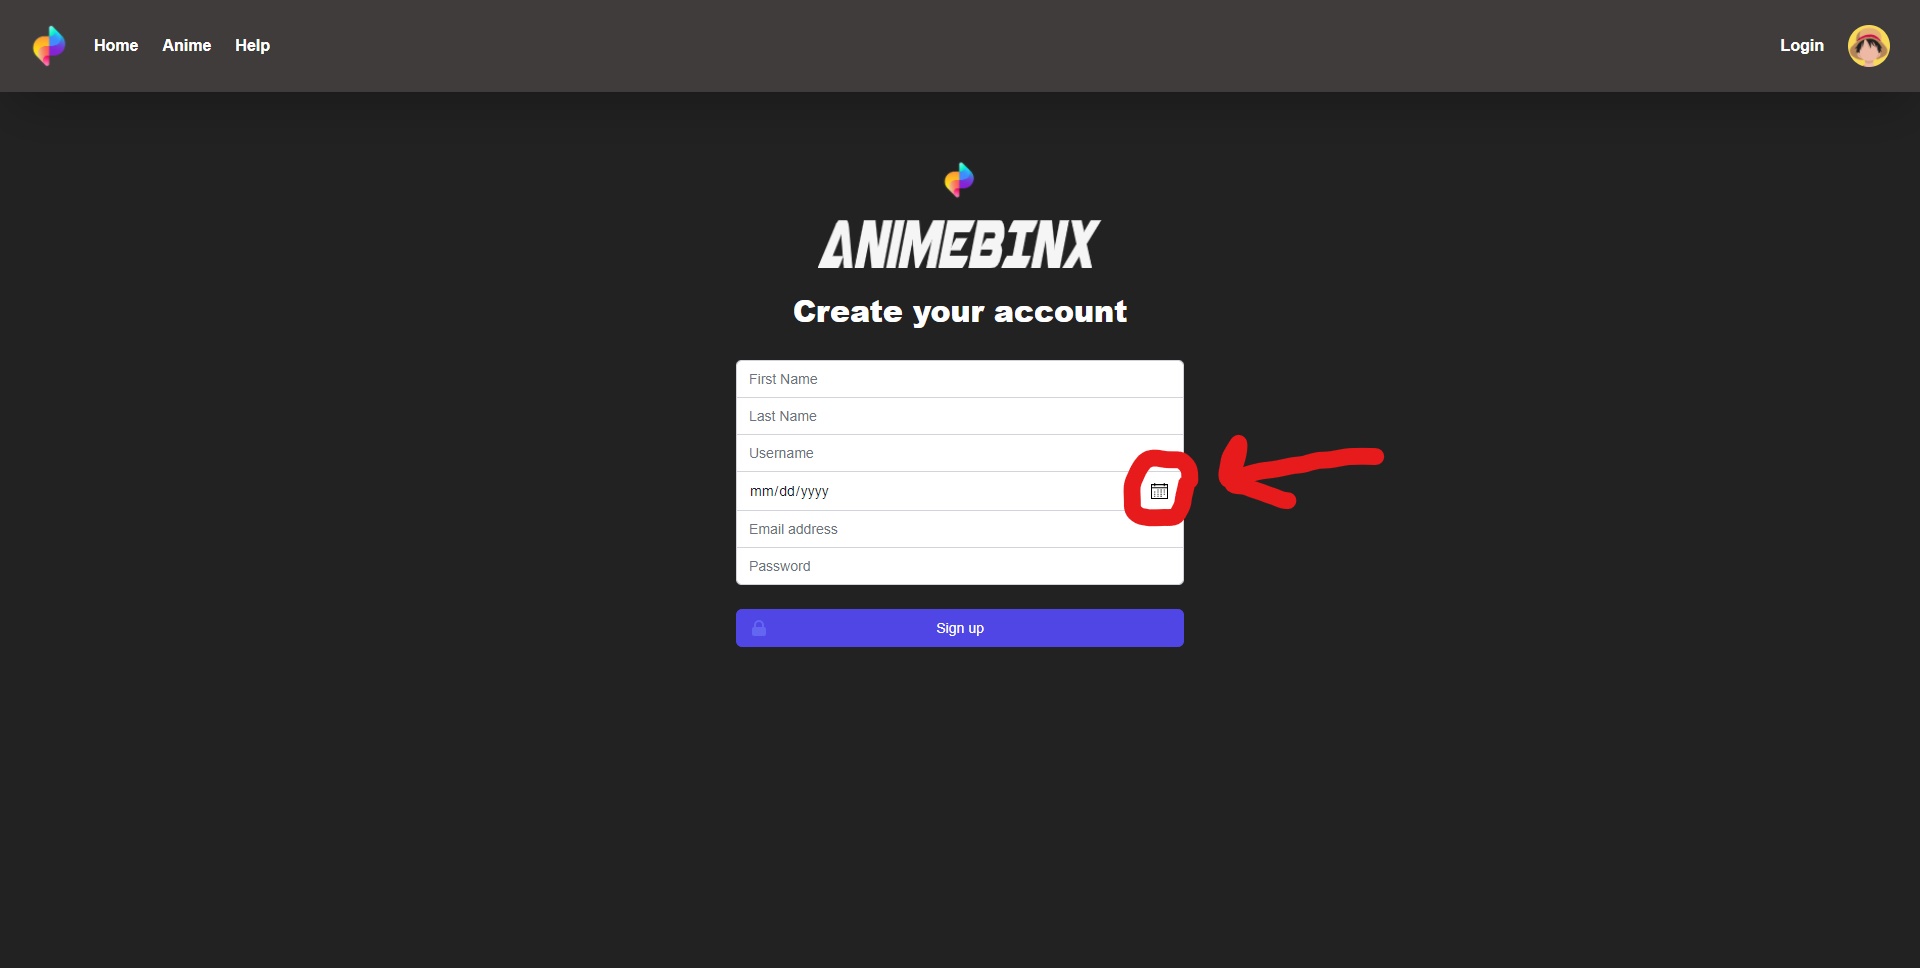 Home Anime Help Login
ANIMEBINX
Create your account
First Name
Last Name
Username
mm/dd/yyyy
Email address
Password
Sign up